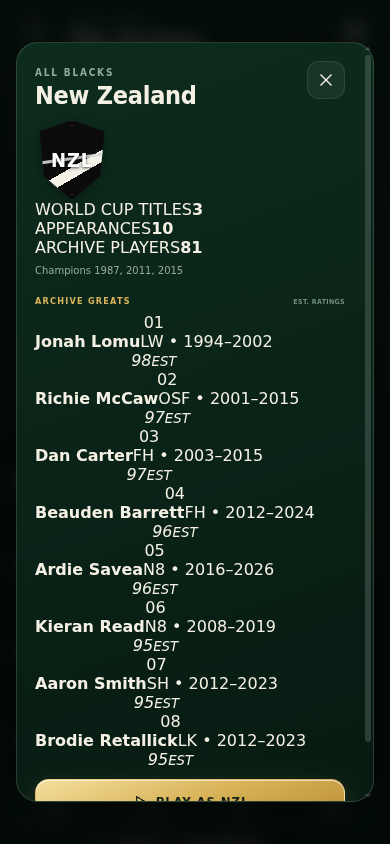 ALL BLACKS
New Zealand
NZL
WORLD CUP TITLES3
APPEARANCES10
ARCHIVE PLAYERS81
Champions 1987, 2011, 2015
ARCHIVE GREATS EST. RATINGS
01
Jonah LomuLW • 1994–2002
98EST
02
Richie McCawOSF • 2001–2015
97EST
03
Dan CarterFH • 2003–2015
97EST
04
Beauden BarrettFH • 2012–2024
96EST
05
Ardie SaveaN8 • 2016–2026
96EST
06
Kieran ReadN8 • 2008–2019
95EST
07
Aaron SmithSH • 2012–2023
95EST
08
Brodie RetallickLK • 2012–2023
95EST
PLAY AS NZL